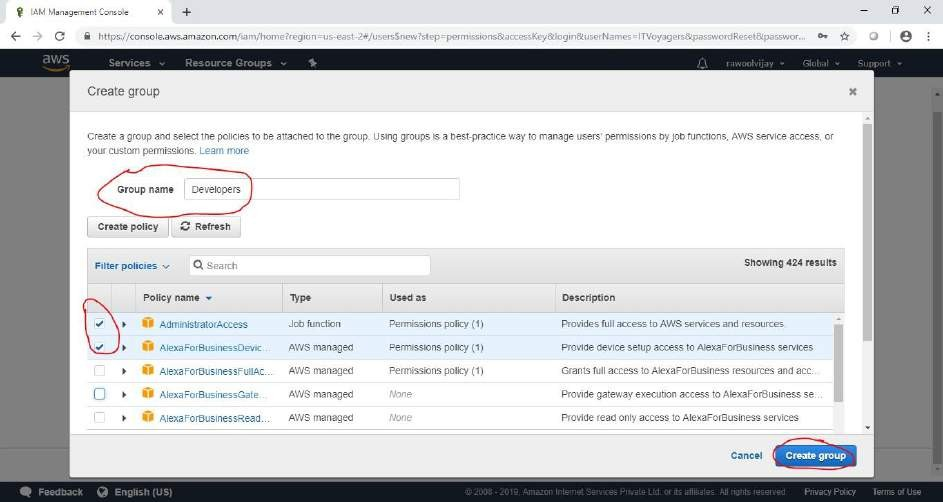 IAM Management Console
https://console.aws.amazon.com/iam/home?region=us-east-2#/users$new?step=permissions&accessKey&login&userNames=ITVoyagers&passwordReset&passwor...
aws Services Resource Groups rawoolvijay Global Support
Create group
Create a group and select the policies to be attached to the group. Using groups is a best-practice way to manage users' permissions by job functions, AWS service access, or
your custom permissions. Learn more
Group name Developers
Create policy Refresh
Filter policies Search Showing 424 results
Policy name Type Used as Description
AdministratorAccess Job function Permissions policy (1) Provides full access to AWS services and resources.
AlexaForBusinessDevic... AWS managed Permissions policy (1) Provide device setup access to AlexaForBusiness services
AlexaForBusinessFullAc... AWS managed Permissions policy (1) Grants full access to AlexaForBusiness resources and acc...
AlexaForBusinessGate... AWS managed None Provide gateway execution access to AlexaForBusiness se...
AlexaForBusinessRead... AWS managed None Provide read only access to AlexaForBusiness services
Cancel Create group
Feedback English (US) © 2008 - 2019, Amazon Internet Services Private Ltd. or its affiliates. All rights reserved. Privacy Policy Terms of Use